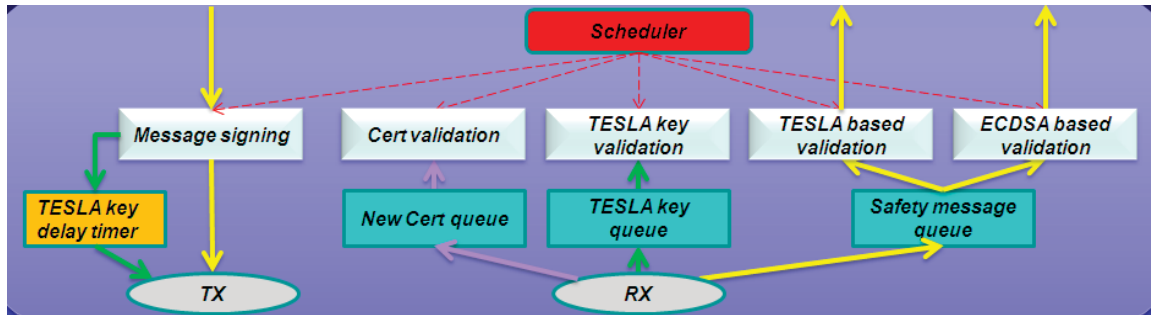 Scheduler
Message signing
Cert validation
TESLA key
validation
TESLA based
validation
ECDSA based
validation
TESLA key
delay timer
New Cert queue
TESLA key
queue
Safety message
queue
TX
RX